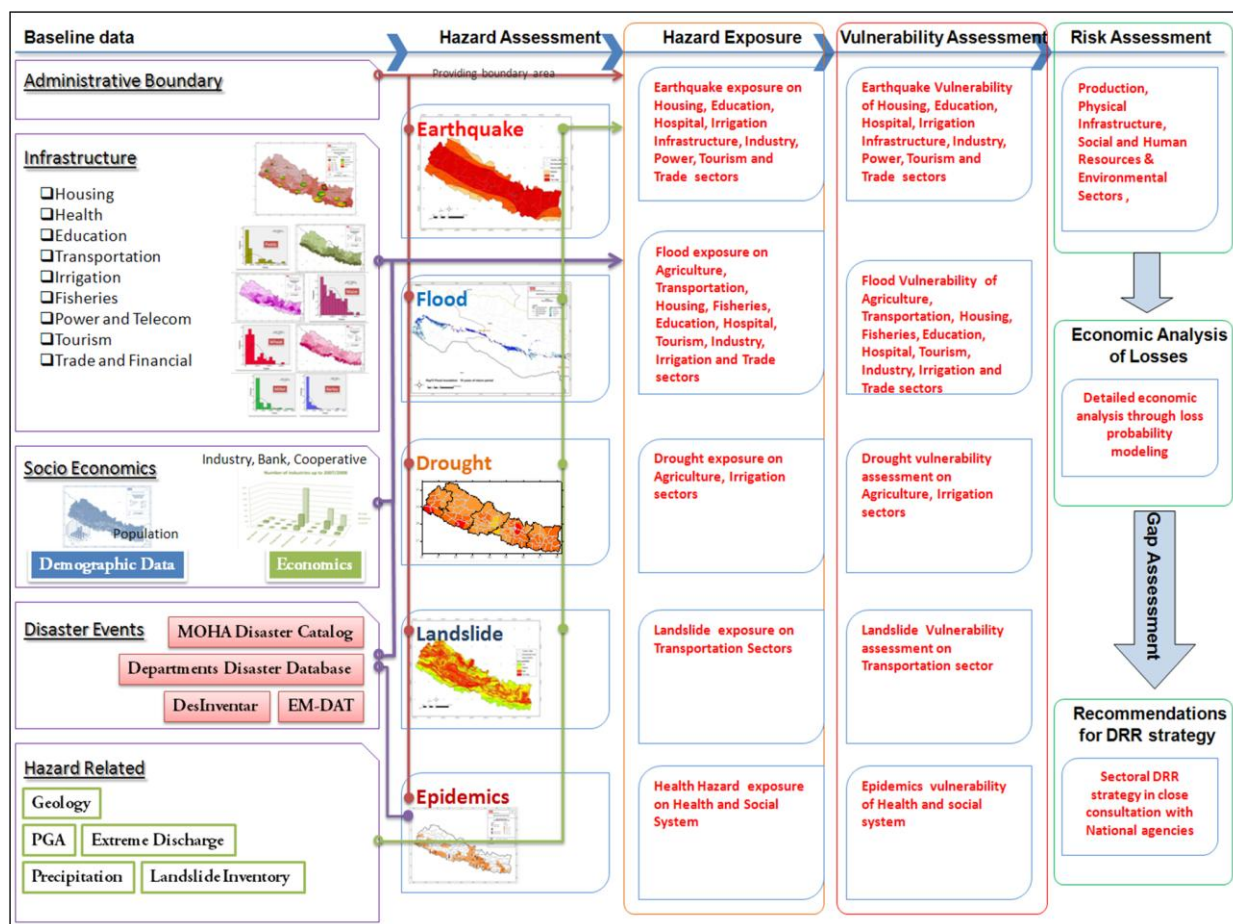 Baseline data
Hazard Assessment
Hazard Exposure
Vulnerability Assessment
Risk Assessment
Administrative Boundary
Providing boundary area
Infrastructure
Housing
Health
Education
Transportation
Irrigation
Fisheries
Power and Telecom
Tourism
Trade and Financial
Socio Economics
Industry, Bank, Cooperative
Number of industries up to 2007/2008
Population
Demographic Data
Economics
Disaster Events
MOHA Disaster Catalog
Departments Disaster Database
DesInventar
EM-DAT
Hazard Related
Geology
PGA
Extreme Discharge
Precipitation
Landslide Inventory
Earthquake
Flood
Drought
Landslide
Epidemics
Earthquake exposure on
Housing, Education,
Hospital, Irrigation
Infrastructure, Industry,
Power, Tourism and
Trade sectors
Flood exposure on
Agriculture,
Transportation,
Housing, Fisheries,
Education, Hospital,
Tourism, Industry,
Irrigation and Trade
sectors
Drought exposure on
Agriculture, Irrigation
sectors
Landslide exposure on
Transportation Sectors
Health Hazard exposure
on Health and Social
System
Earthquake Vulnerability
of Housing, Education,
Hospital, Irrigation
Infrastructure, Industry,
Power, Tourism and
Trade sectors
Flood Vulnerability of
Agriculture,
Transportation, Housing,
Fisheries, Education,
Hospital, Tourism,
Industry, Irrigation and
Trade sectors
Drought vulnerability
assessment on
Agriculture, Irrigation
sectors
Landslide Vulnerability
assessment on
Transportation sector
Epidemics vulnerability
of Health and social
system
Production,
Physical
Infrastructure,
Social and Human
Resources &
Environmental
Sectors ,
Economic Analysis
of Losses
Detailed economic
analysis through loss
probability
modeling
Gap Assessment
Recommendations
for DRR strategy
Sectoral DRR
strategy in close
consultation with
National agencies